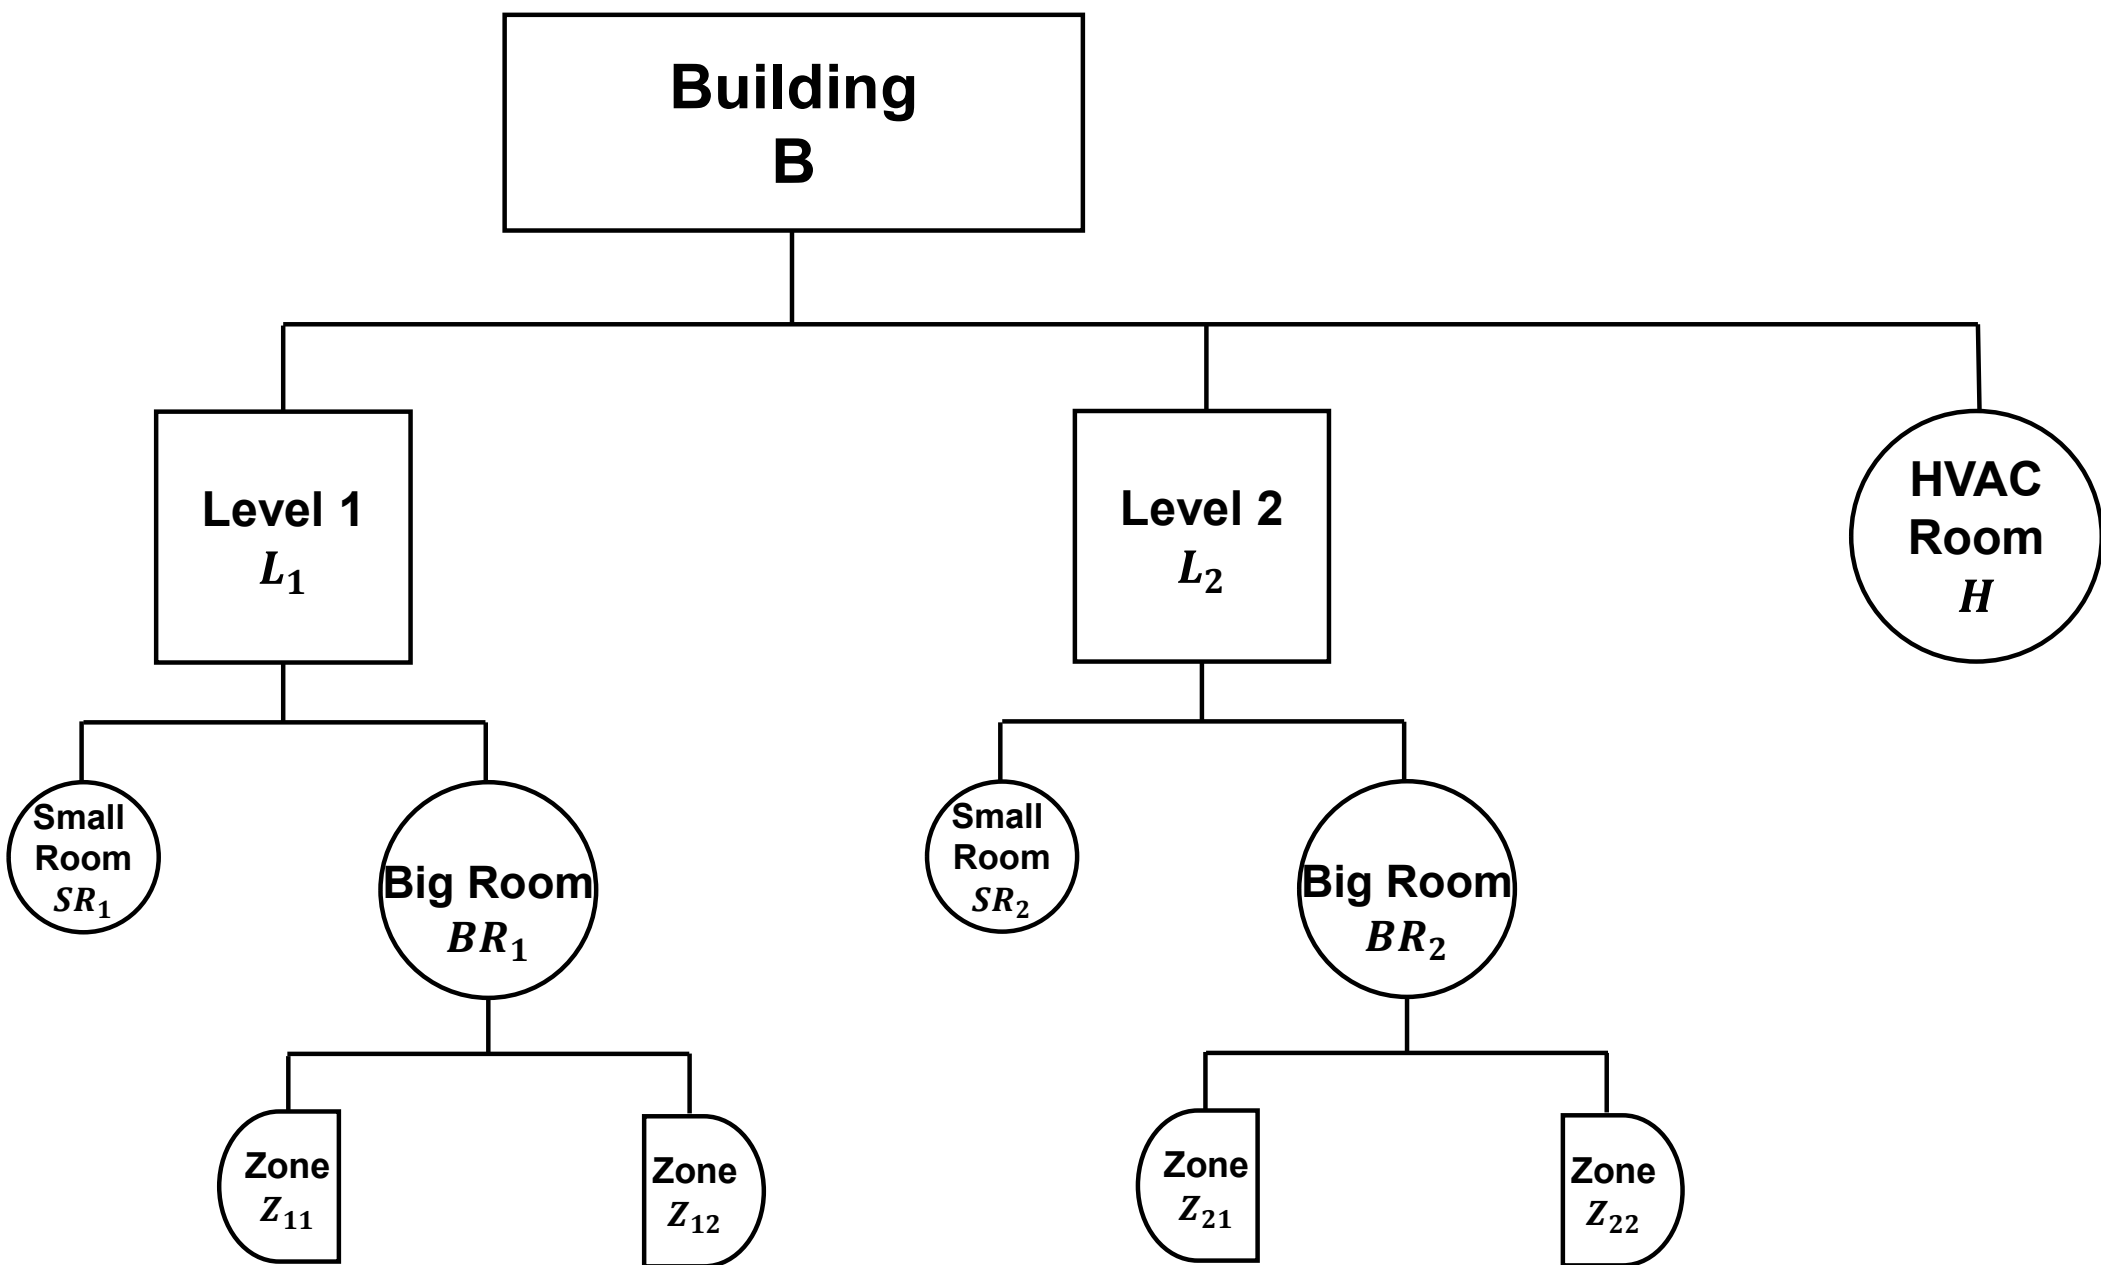 Building
B
Level 1
L₁
Level 2
L₂
HVAC
Room
H
Small
Room
SR₁
Big Room
BR₁
Small
Room
SR₂
Big Room
BR₂
Zone
Z₁₁
Zone
Z₁₂
Zone
Z₂₁
Zone
Z₂₂